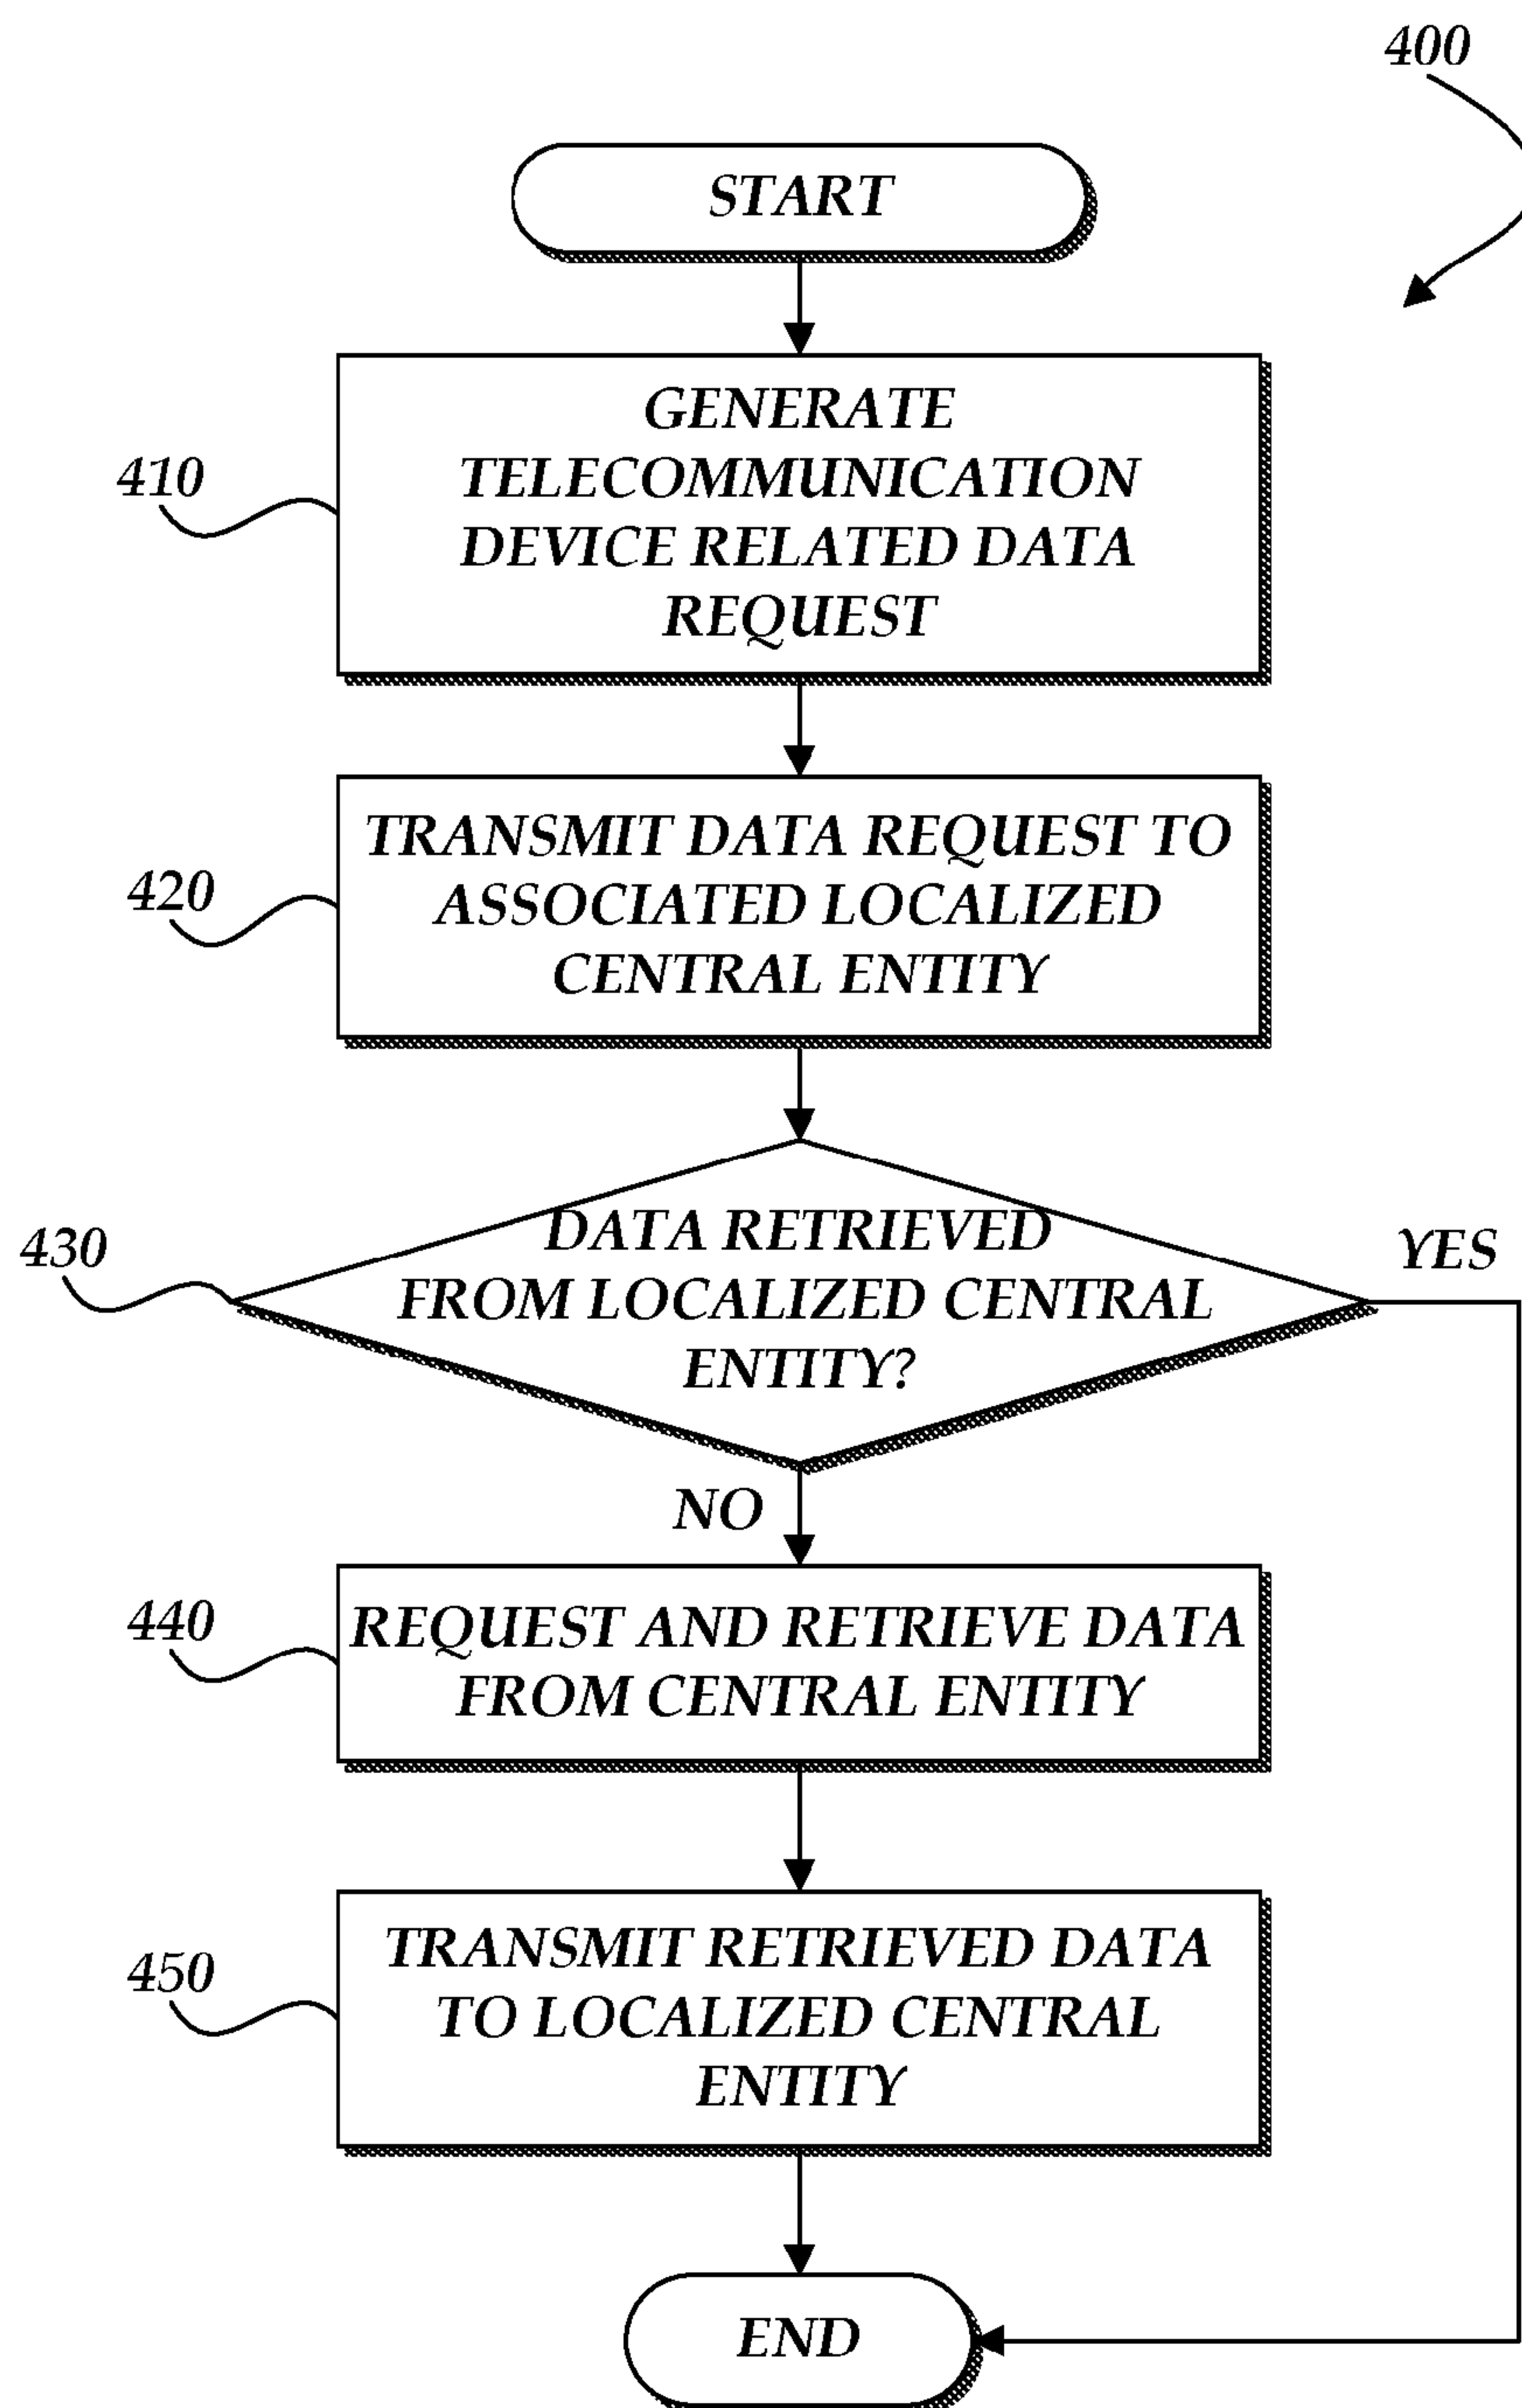 400
START
GENERATE
TELECOMMUNICATION
DEVICE RELATED DATA
REQUEST
410
TRANSMIT DATA REQUEST TO
ASSOCIATED LOCALIZED
CENTRAL ENTITY
420
DATA RETRIEVED
FROM LOCALIZED CENTRAL
ENTITY?
430
YES
NO
REQUEST AND RETRIEVE DATA
FROM CENTRAL ENTITY
440
TRANSMIT RETRIEVED DATA
TO LOCALIZED CENTRAL
ENTITY
450
END